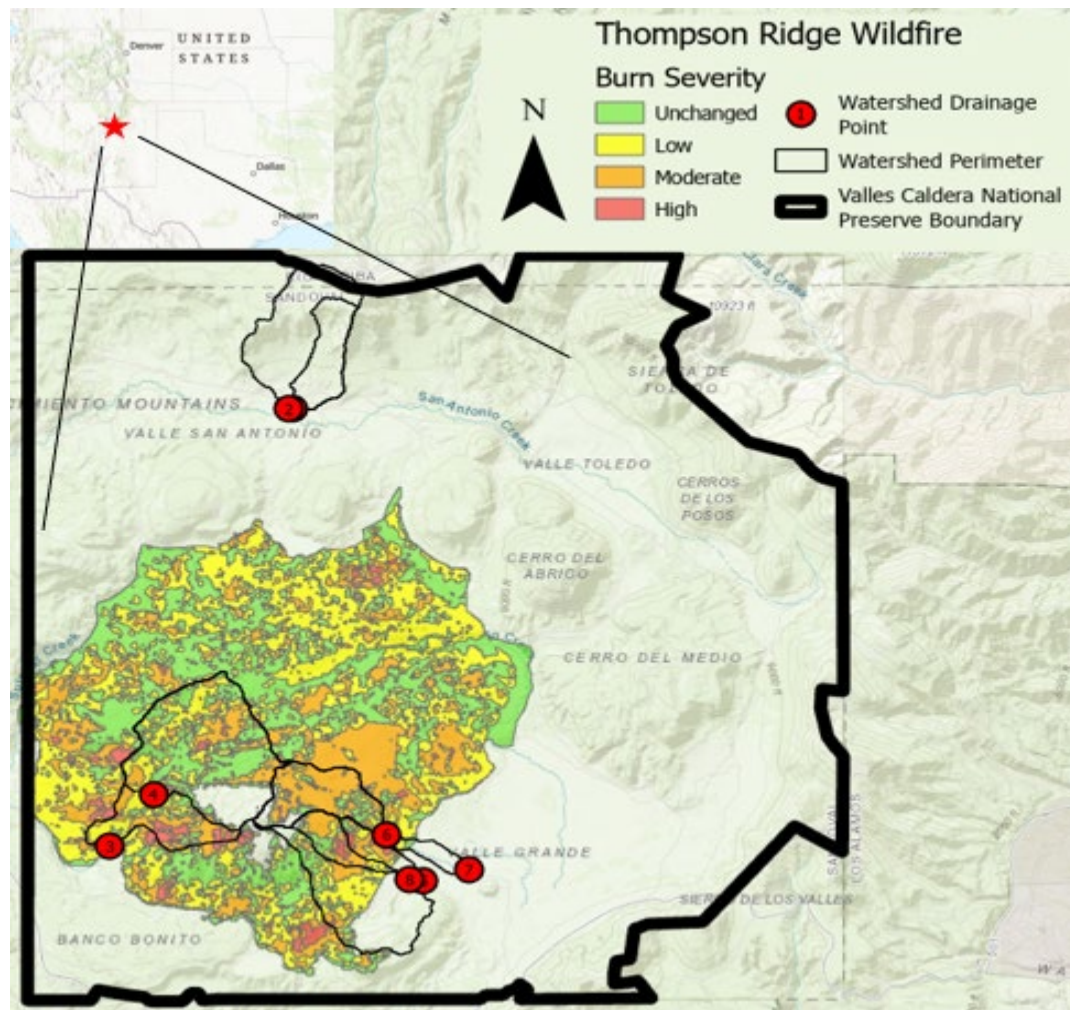 UNITED
STATES
Denver
Dallas
Houston
Thompson Ridge Wildfire
Burn Severity
N
Unchanged
Low
Moderate
High
1
Watershed Drainage
Point
Watershed Perimeter
Valles Caldera National
Preserve Boundary
SANDOVAL
Creek
10923 ft
SIERRA DE
TOLEDO
MIENTO MOUNTAINS
2
San Antonio
Creek
VALLE SAN ANTONIO
VALLE TOLEDO
CERROS
DE LOS
POSOS
CERRO DEL
ABRIGO
Creek
CERRO DEL MEDIO
4
3
6
VALLE GRANDE
7
8
SANDOVAL
LOS ALAMOS
DE LOS VALLES
BANCO BONITO